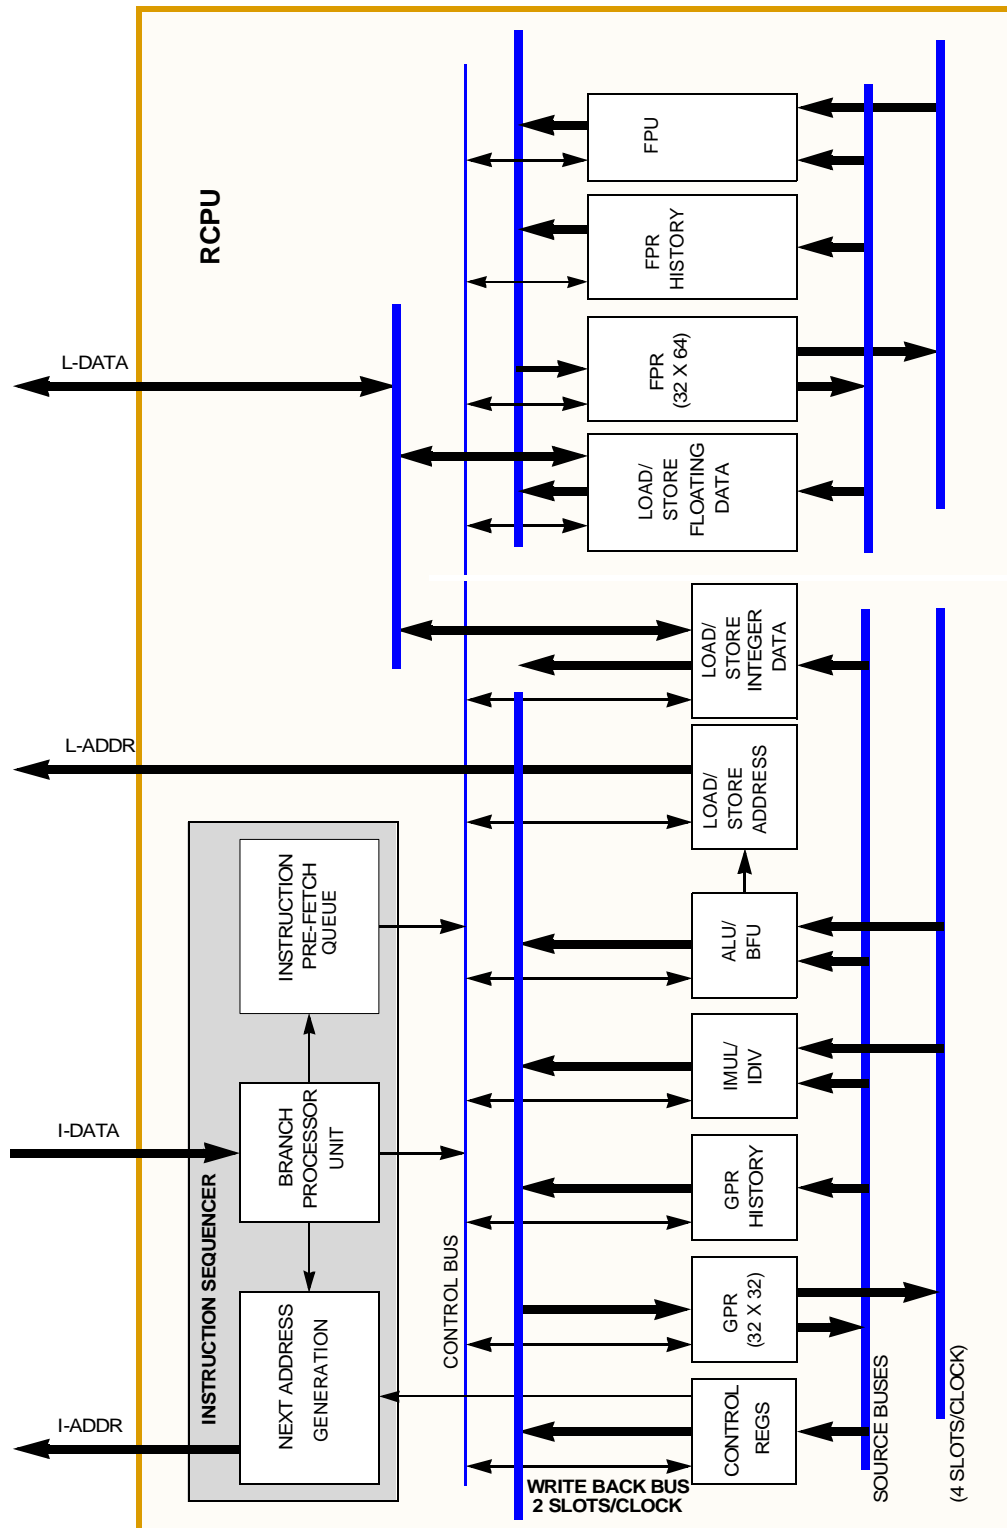 RCPU
L-DATA
L-ADDR
I-DATA
I-ADDR
INSTRUCTION SEQUENCER
INSTRUCTION
PRE-FETCH
QUEUE
BRANCH
PROCESSOR
UNIT
NEXT ADDRESS
GENERATION
CONTROL BUS
WRITE BACK BUS
2 SLOTS/CLOCK
FPU
FPR
HISTORY
FPR
(32 X 64)
LOAD/
STORE
FLOATING
DATA
LOAD/
STORE
INTEGER
DATA
LOAD/
STORE
ADDRESS
ALU/
BFU
IMUL/
IDIV
GPR
HISTORY
GPR
(32 X 32)
CONTROL
REGS
SOURCE BUSES
(4 SLOTS/CLOCK)